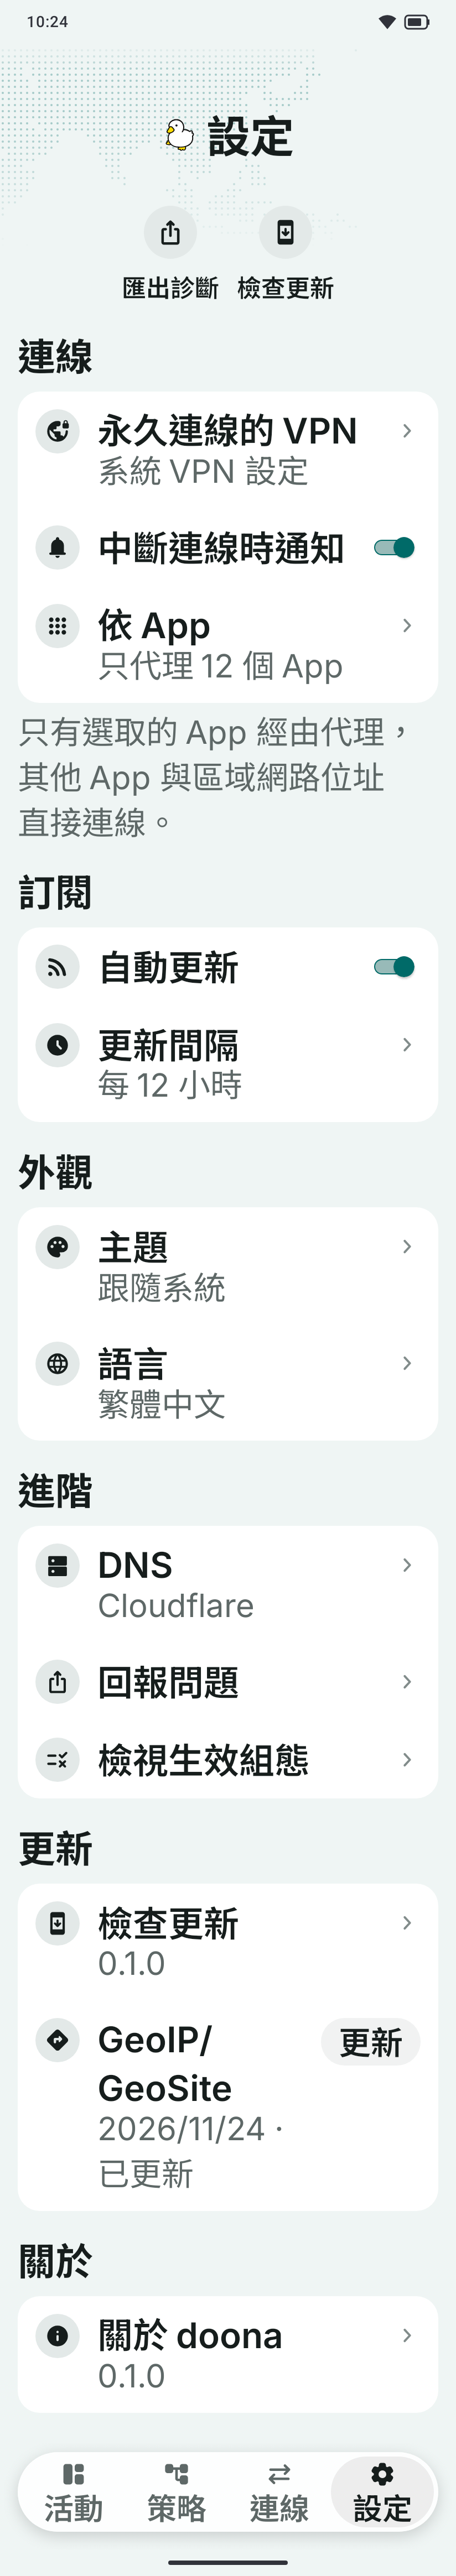 10:24
設定
匯出診斷
檢查更新
連線
永久連線的 VPN
系統 VPN 設定
中斷連線時通知
依 App
只代理 12 個 App
只有選取的 App 經由代理，
其他 App 與區域網路位址
直接連線。
訂閱
自動更新
更新間隔
每 12 小時
外觀
主題
跟隨系統
語言
繁體中文
進階
DNS
Cloudflare
回報問題
檢視生效組態
更新
檢查更新
0.1.0
GeoIP/
GeoSite
更新
2026/11/24 ·
已更新
關於
關於 doona
0.1.0
活動
策略
連線
設定